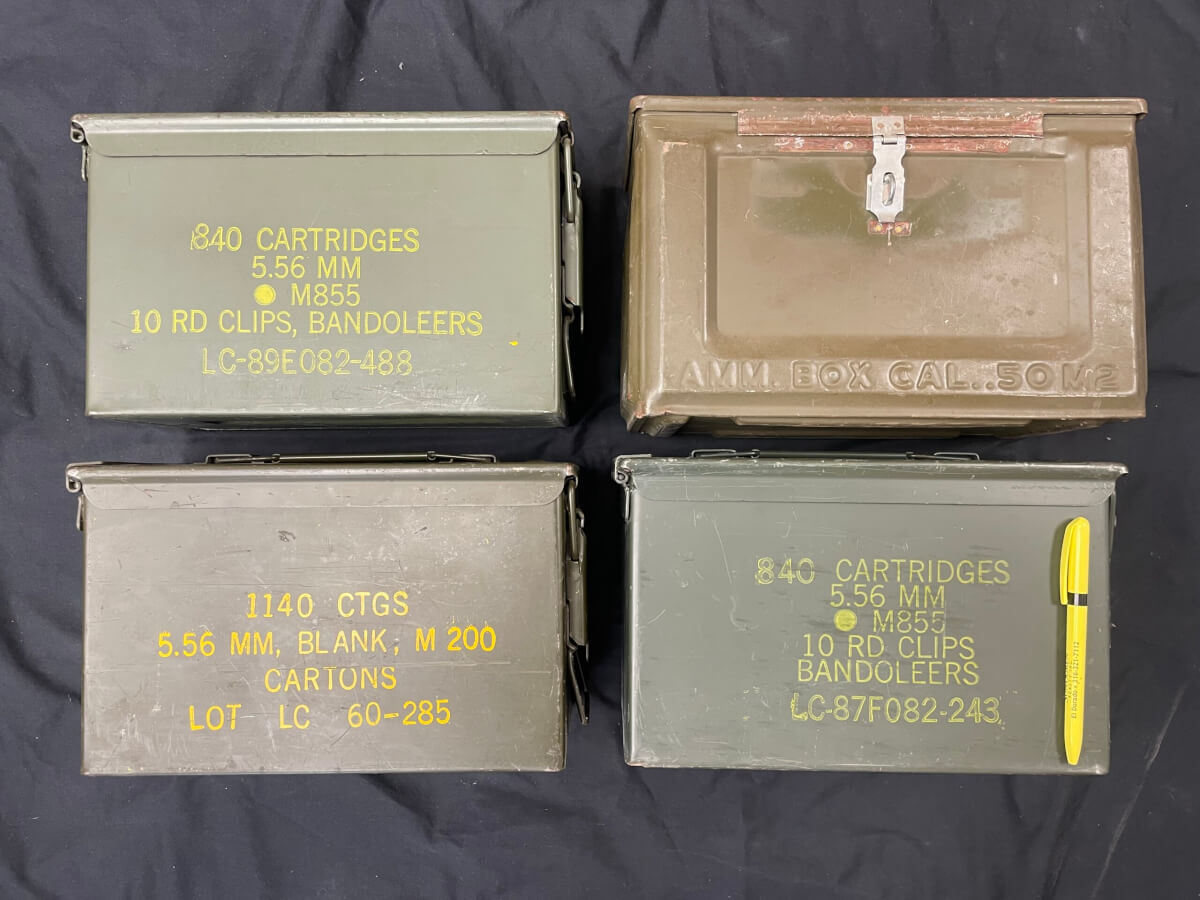 840 CARTRIDGES
5.56 MM
M855
10 RD CLIPS, BANDOLEERS
LC-89E082-488
AMM. BOX CAL..50 M2
1140 CTGS
5.56 MM, BLANK, M 200
CARTONS
LOT LC 60-285
840 CARTRIDGES
5.56 MM
M855
10 RD CLIPS
BANDOLEERS
LC-87F082-243
El Dorado